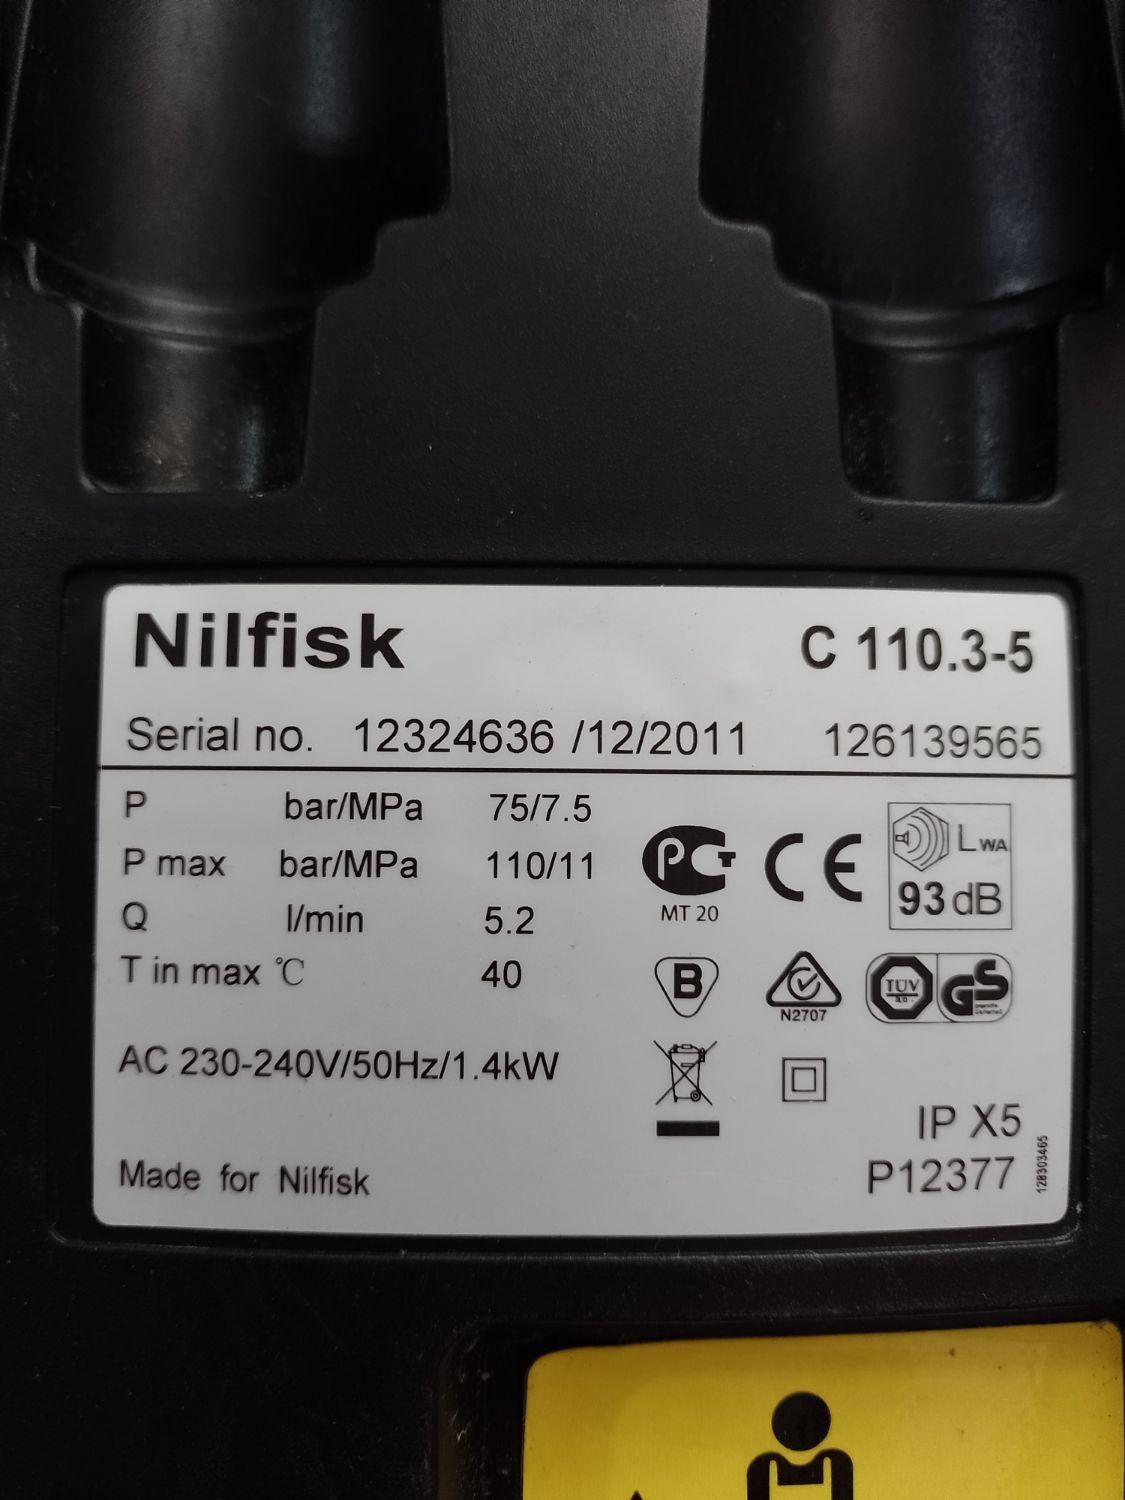 Nilfisk C 110.3-5
Serial no. 12324636 /12/2011 126139565
P bar/MPa 75/7.5
P max bar/MPa 110/11
Q l/min 5.2
T in max °C 40
AC 230-240V/50Hz/1.4kW
Made for Nilfisk
PCT
MT 20
CE
LWA
93 dB
B
N2707
TÜV
GS
IP X5
P12377
128303465